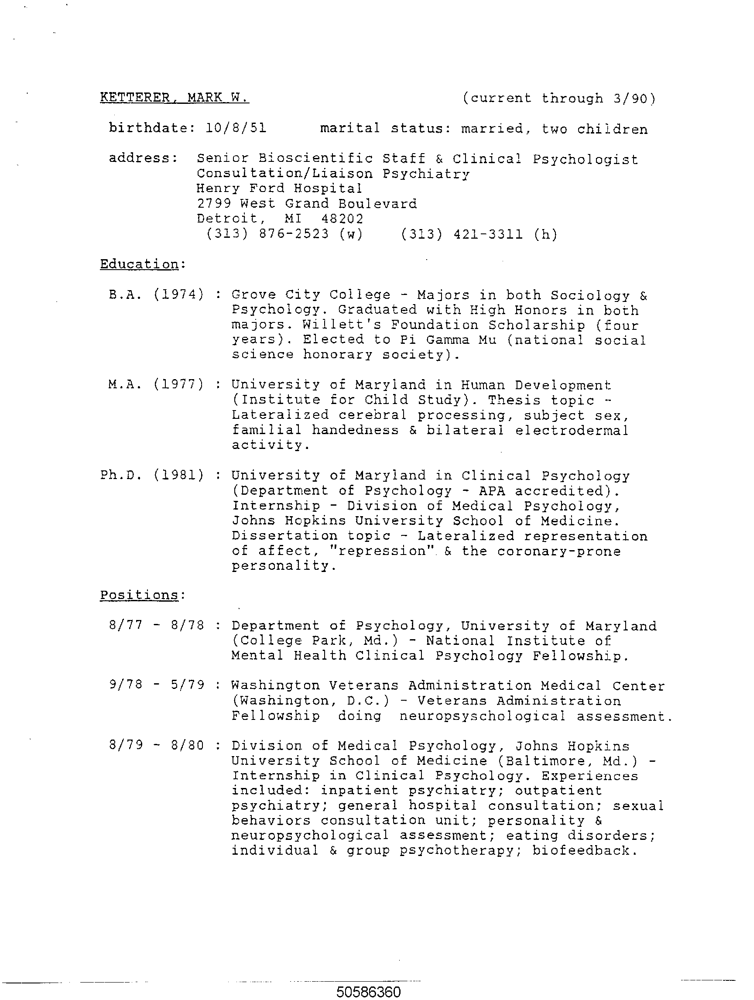 KETTERER, MARK W. (current through 3/90)
birthdate: 10/8/51 marital status: married, two children
address: Senior Bioscientific Staff & Clinical Psychologist
Consultation/Liaison Psychiatry
Henry Ford Hospital
2799 West Grand Boulevard
Detroit, MI 48202
(313) 876-2523 (w) (313) 421-3311 (h)
Education:
B.A. (1974) : Grove City College - Majors in both Sociology &
Psychology. Graduated with High Honors in both
majors. Willett's Foundation Scholarship (four
years). Elected to Pi Gamma Mu (national social
science honorary society).
M.A. (1977) : University of Maryland in Human Development
(Institute for Child Study). Thesis topic -
Lateralized cerebral processing, subject sex,
familial handedness & bilateral electrodermal
activity.
Ph.D. (1981) : University of Maryland in Clinical Psychology
(Department of Psychology - APA accredited).
Internship - Division of Medical Psychology,
Johns Hopkins University School of Medicine.
Dissertation topic - Lateralized representation
of affect, "repression" & the coronary-prone
personality.
Positions:
8/77 - 8/78 : Department of Psychology, University of Maryland
(College Park, Md.) - National Institute of
Mental Health Clinical Psychology Fellowship.
9/78 - 5/79 : Washington Veterans Administration Medical Center
(Washington, D.C.) - Veterans Administration
Fellowship doing neuropsyschological assessment.
8/79 - 8/80 : Division of Medical Psychology, Johns Hopkins
University School of Medicine (Baltimore, Md.) -
Internship in Clinical Psychology. Experiences
included: inpatient psychiatry; outpatient
psychiatry; general hospital consultation; sexual
behaviors consultation unit; personality &
neuropsychological assessment; eating disorders;
individual & group psychotherapy; biofeedback.
50586360